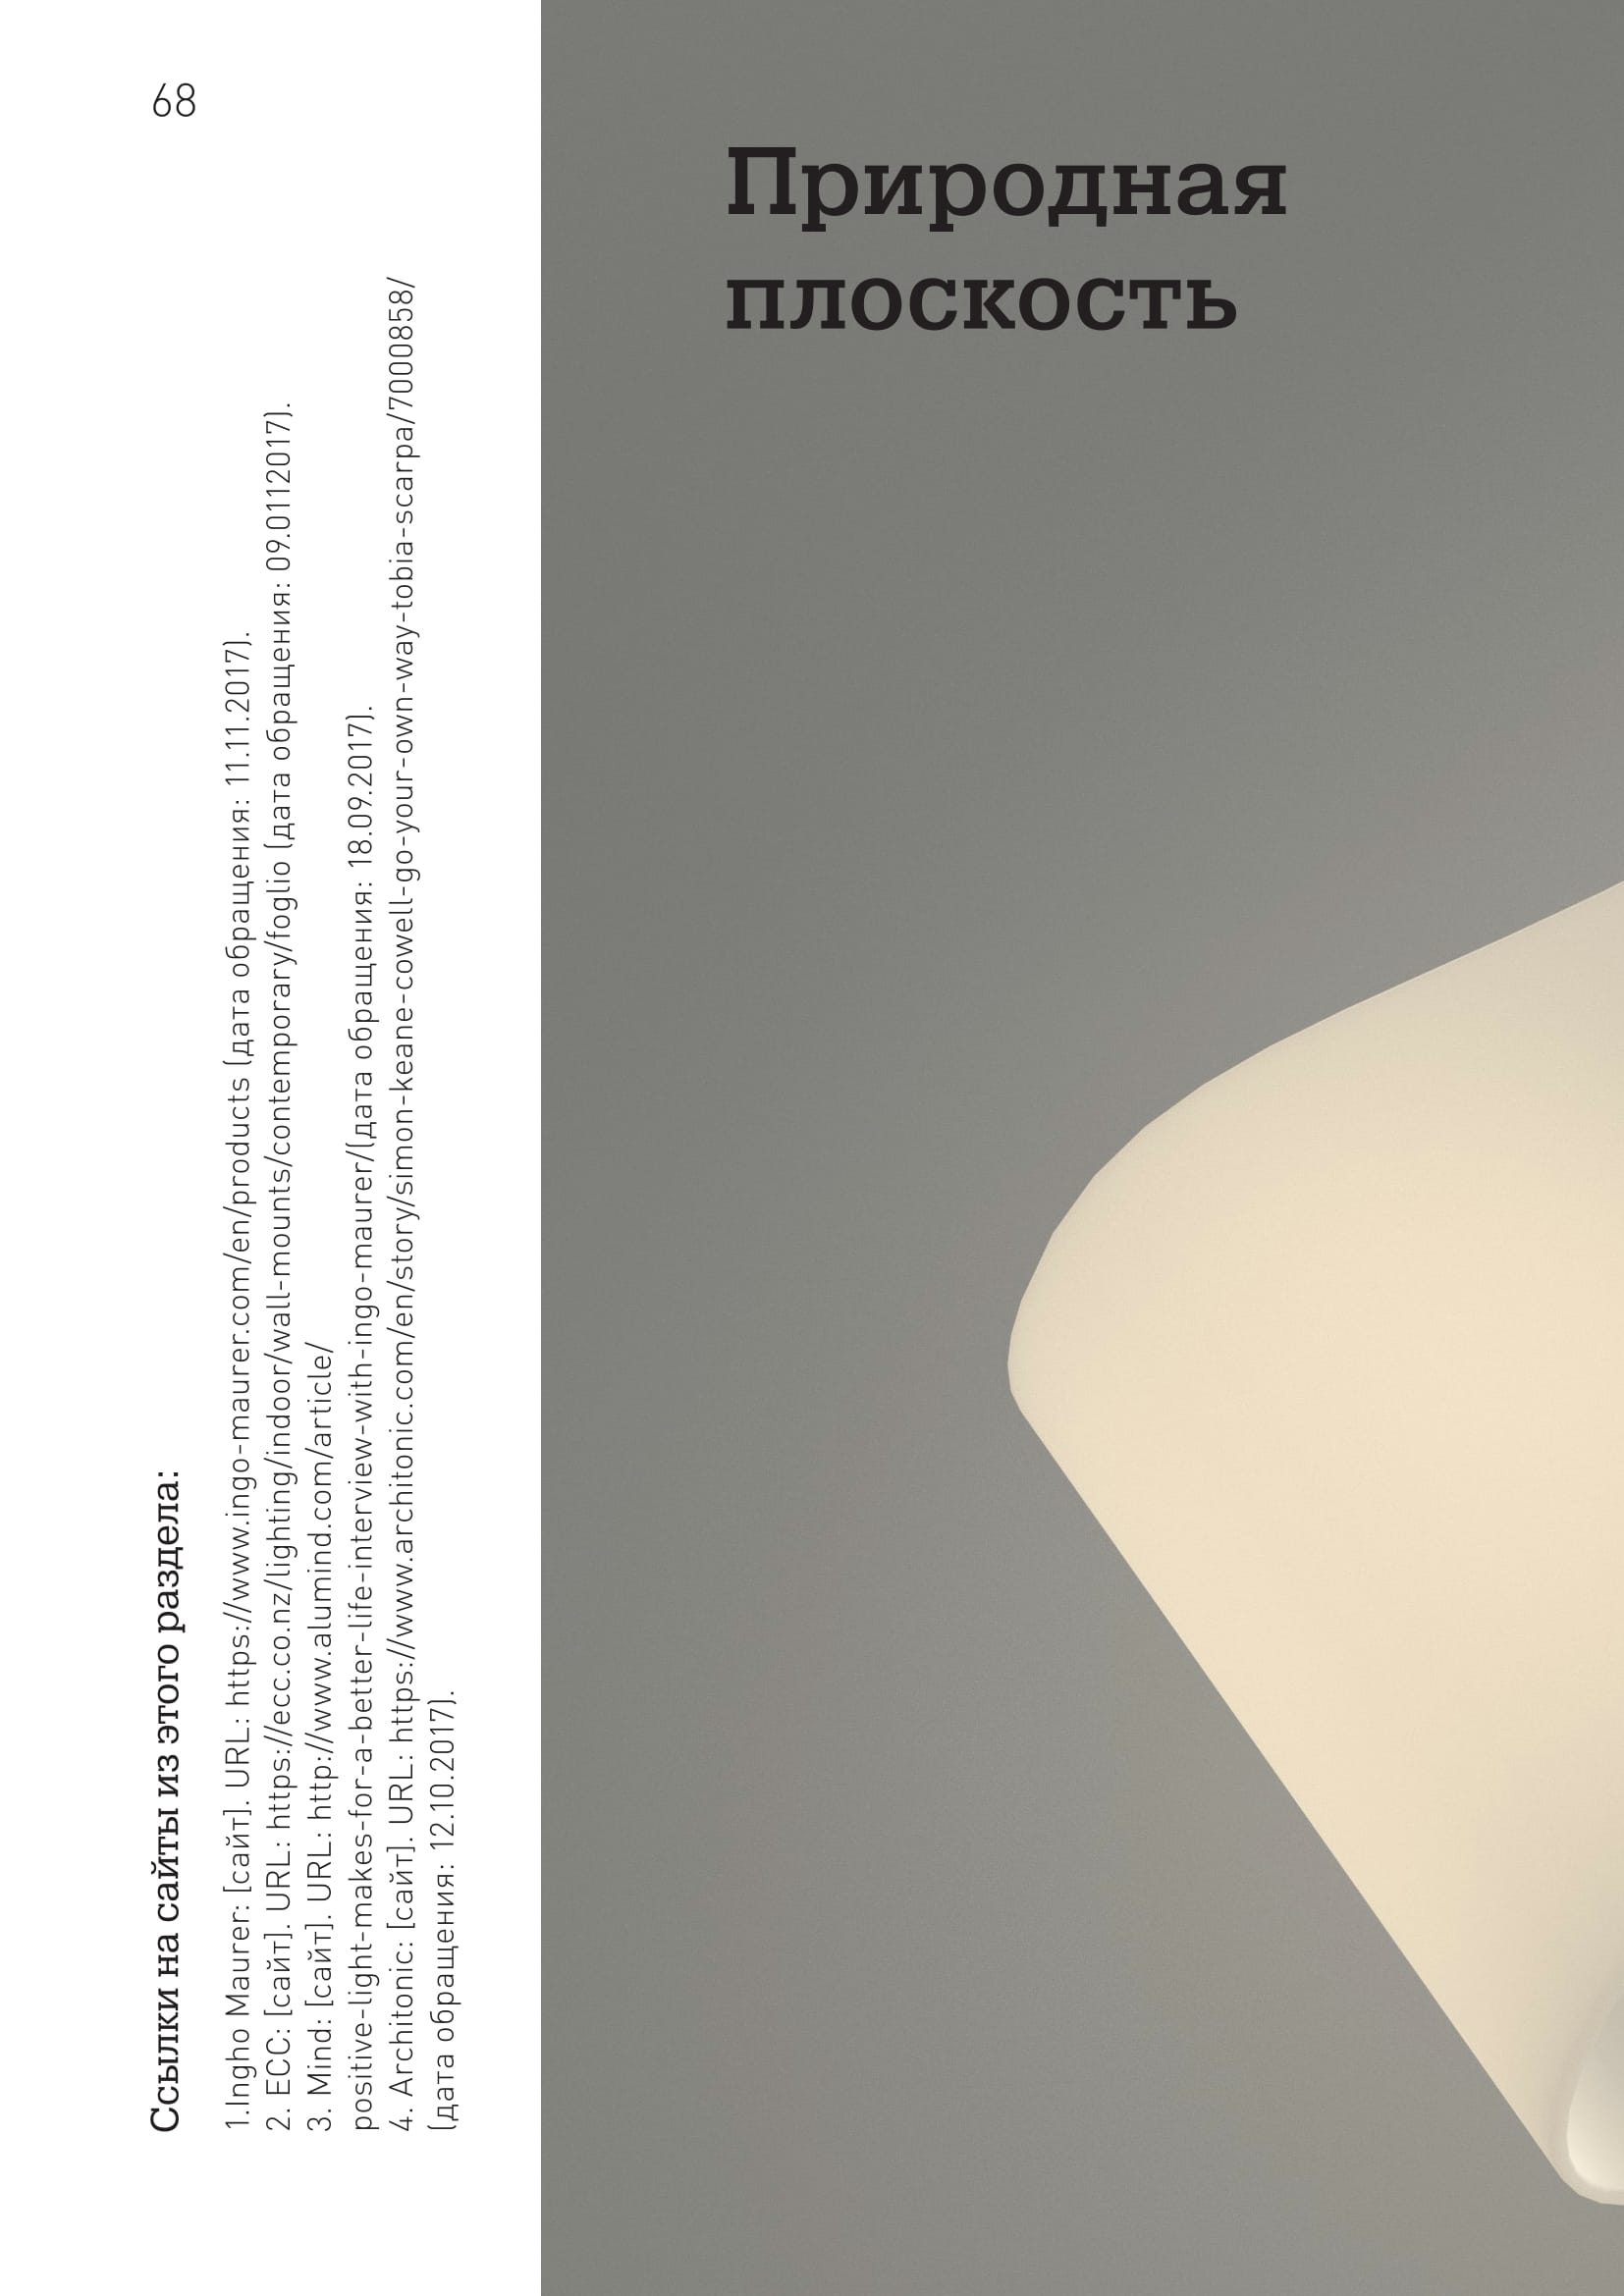 68
Природная
плоскость
Ссылки на сайты из этого раздела:
1.Ingho Maurer: [сайт]. URL: https://www.ingo-maurer.com/en/products (дата обращения: 11.11.2017).
2. ECC: [сайт]. URL: https://ecc.co.nz/lighting/indoor/wall-mounts/contemporary/foglio (дата обращения: 09.0112017).
3. Mind: [сайт]. URL: http://www.alumind.com/article/
positive-light-makes-for-a-better-life-interview-with-ingo-maurer/(дата обращения: 18.09.2017).
4. Architonic: [сайт]. URL: https://www.architonic.com/en/story/simon-keane-cowell-go-your-own-way-tobia-scarpa/7000858/
(дата обращения: 12.10.2017).